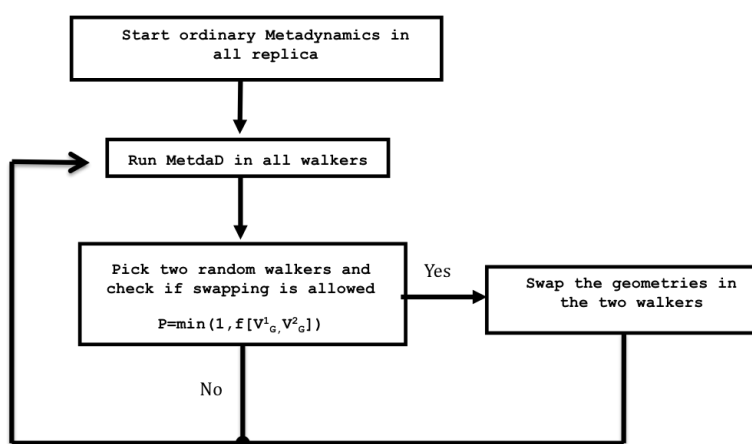 Start ordinary Metadynamics in
all replica
Run MetdaD in all walkers
Pick two random walkers and
check if swapping is allowed
P=min(1,f[V¹G,V²G])
Yes
Swap the geometries in
the two walkers
No